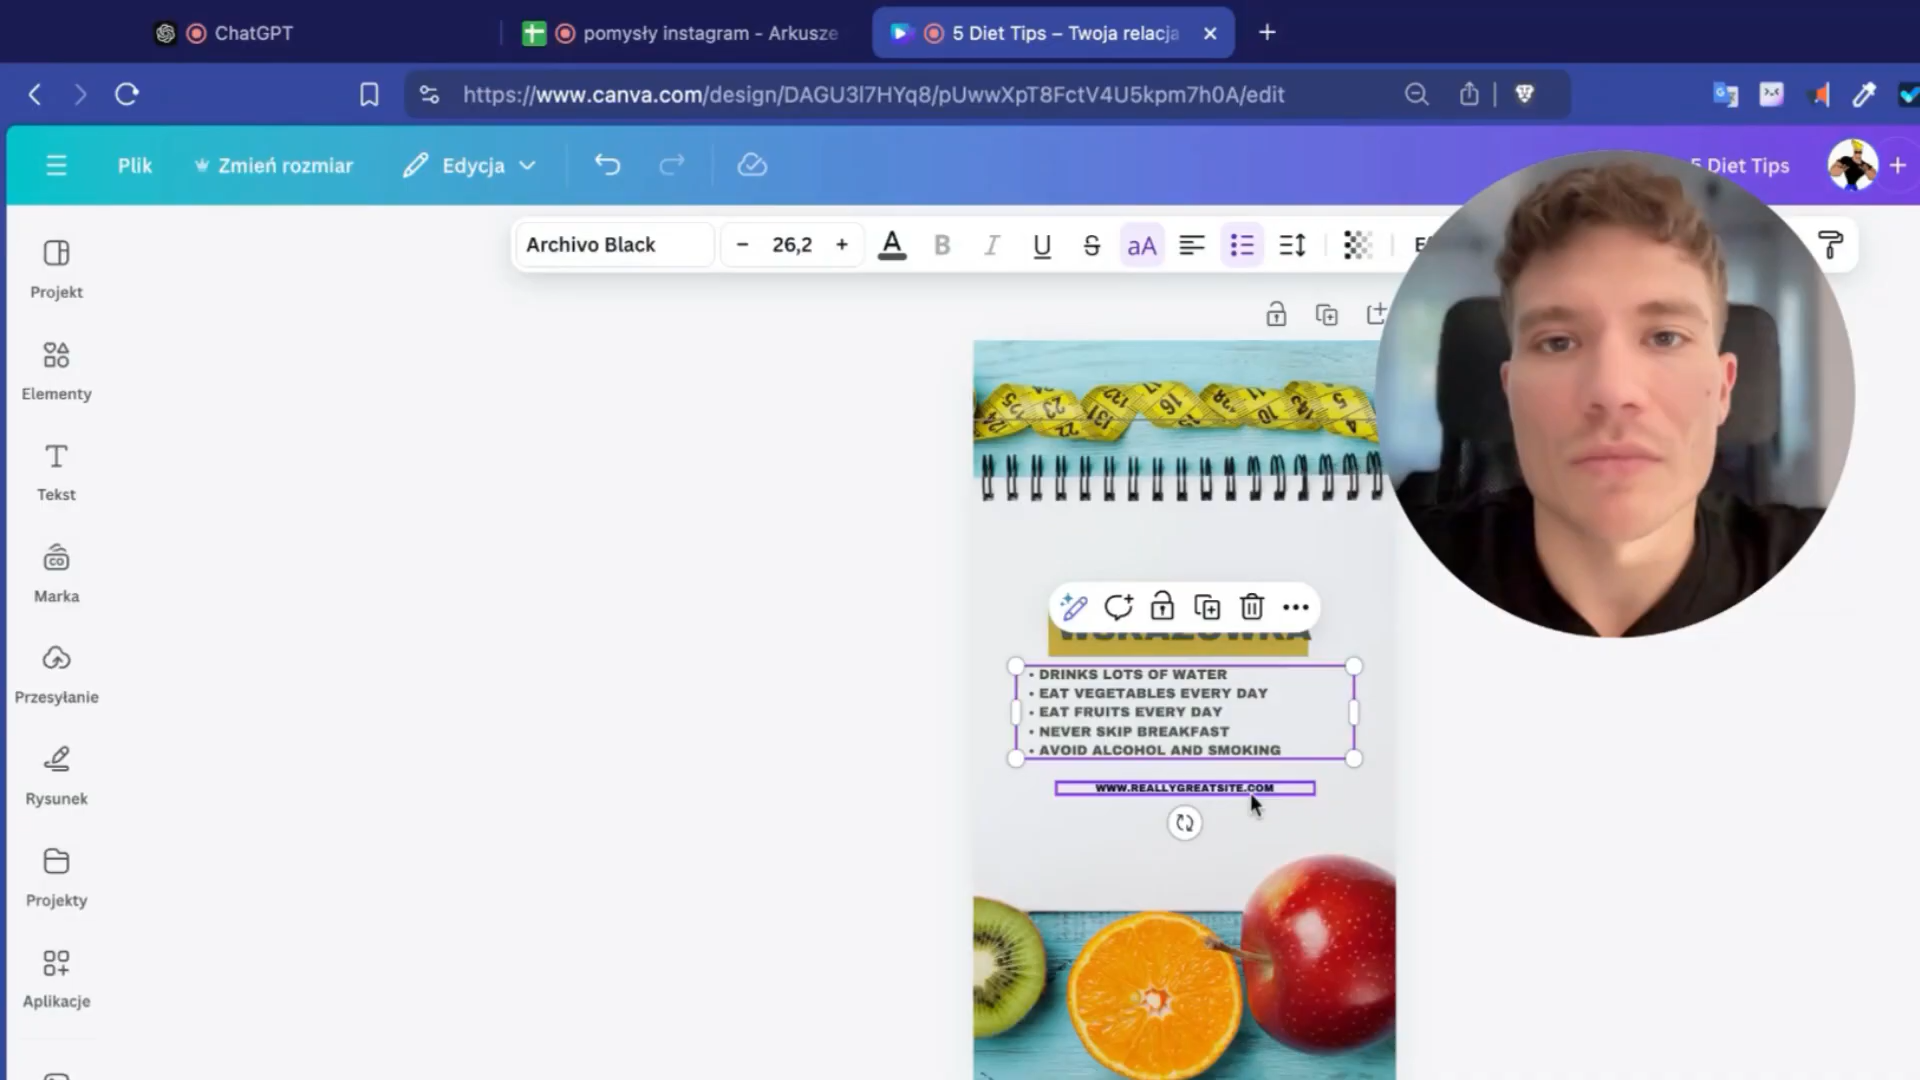 ChatGPT
pomysły instagram - Arkusze
5 Diet Tips – Twoja relacja
https://www.canva.com/design/DAGU3l7HYq8/pUwwXpT8FctV4U5kpm7h0A/edit
Plik
Zmień rozmiar
Edycja
5 Diet Tips
Archivo Black
- 26,2 +
A B I U S aA
Projekt
Elementy
Tekst
Marka
Przesyłanie
Rysunek
Projekty
Aplikacje
WSKAZÓWKA
• DRINKS LOTS OF WATER
• EAT VEGETABLES EVERY DAY
• EAT FRUITS EVERY DAY
• NEVER SKIP BREAKFAST
• AVOID ALCOHOL AND SMOKING
WWW.REALLYGREATSITE.COM